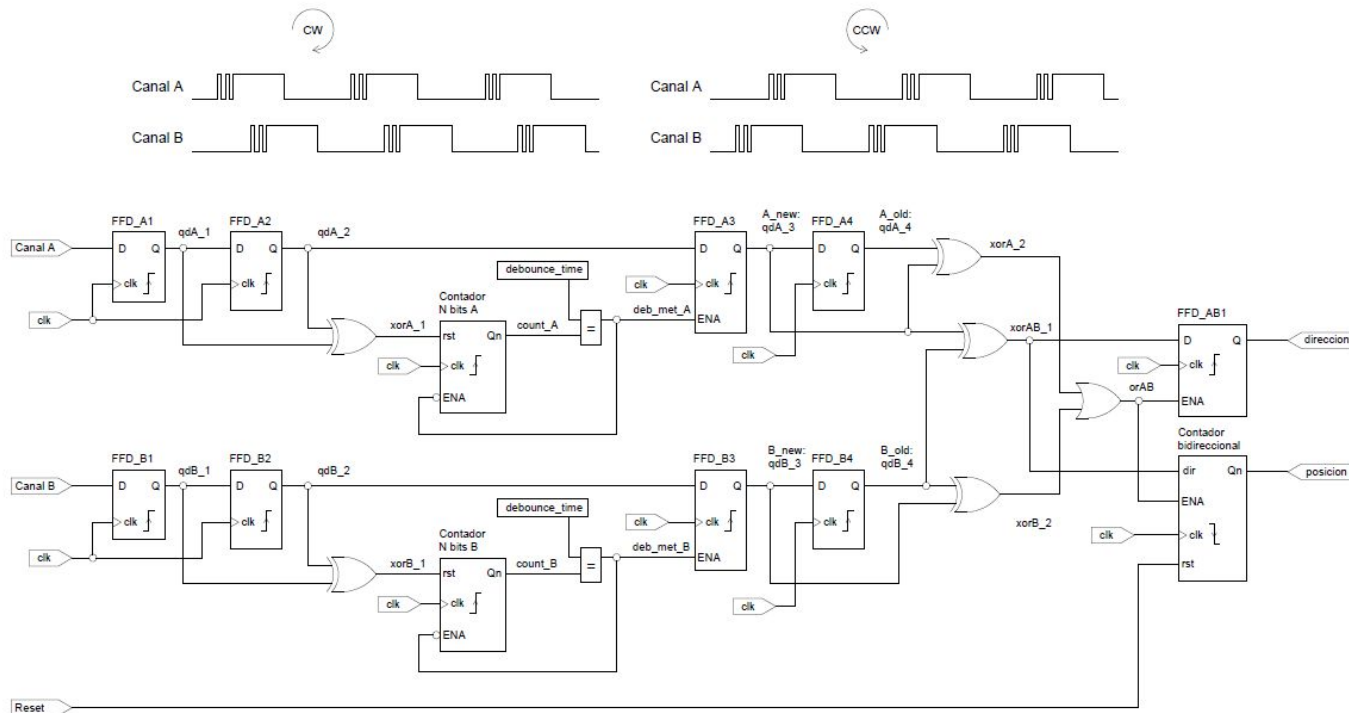 CW
CCW
Canal A
Canal A
Canal B
Canal B
FFD_A1
FFD_A2
FFD_A3
A_new:
qdA_3
FFD_A4
A_old:
qdA_4
qdA_1
qdA_2
Canal A
D Q
D Q
D Q
D Q
xorA_2
clk
clk
clk
clk
clk
debounce_time
clk
Contador
N bits A
count_A
=
deb_met_A
ENA
xorA_1
rst Qn
clk
clk
ENA
clk
xorAB_1
FFD_AB1
D Q
direccion
clk
clk
orAB
ENA
FFD_B1
FFD_B2
FFD_B3
B_new:
qdB_3
FFD_B4
B_old:
qdB_4
Contador
bidireccional
qdB_1
qdB_2
Canal B
D Q
D Q
D Q
D Q
dir Qn
posicion
ENA
clk
clk
clk
clk
clk
debounce_time
clk
xorB_2
clk
clk
Contador
N bits B
count_B
=
deb_met_B
ENA
rst
xorB_1
rst Qn
clk
clk
clk
ENA
Reset